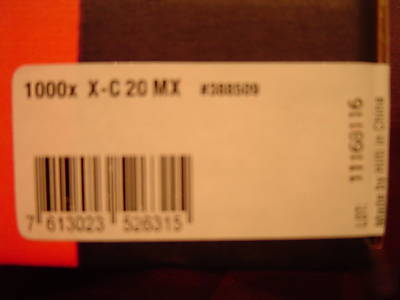 1000x X-C 20 MX #388509
7 613023 526315
LOT: 11168116
Made by Hilti in China